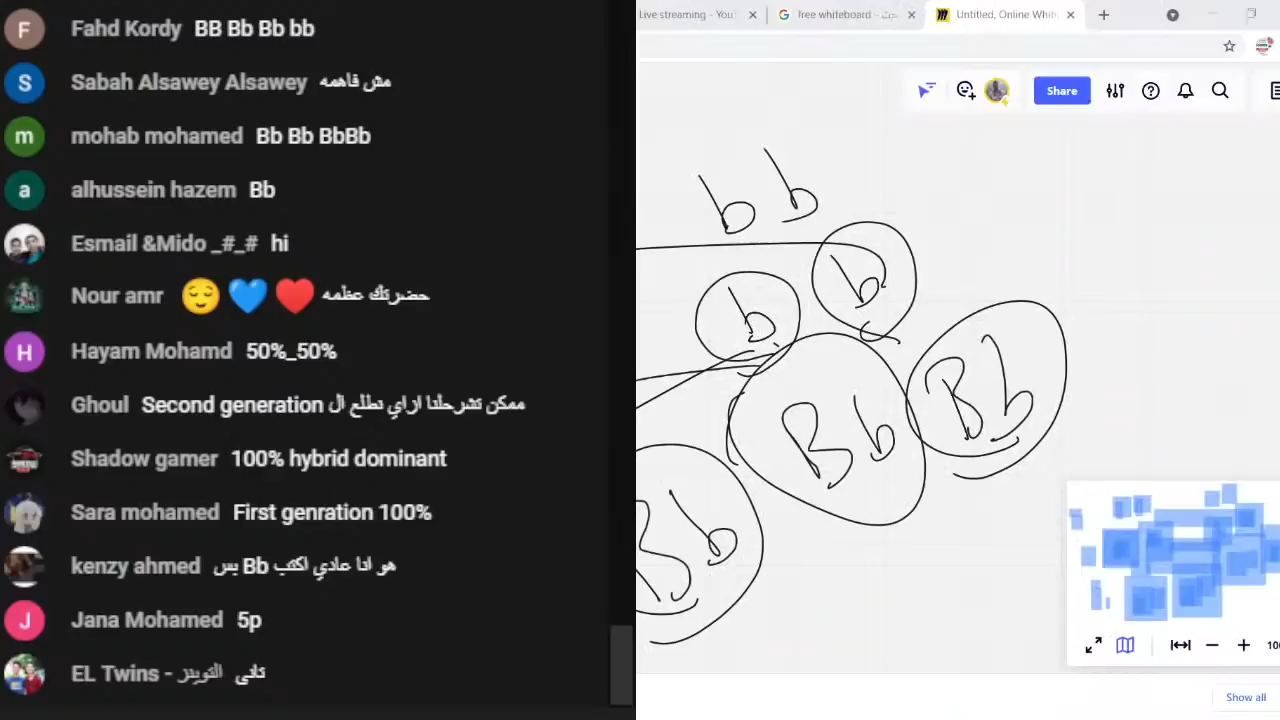 Fahd Kordy BB Bb Bb bb
Sabah Alsawey Alsawey مش فاهمه
mohab mohamed Bb Bb BbBb
alhussein hazem Bb
Esmail &Mido _#_# hi
Nour amr 😌💙❤️ حضرتك عظمه
Hayam Mohamd 50%_50%
Ghoul Second generation ممكن تشرحلنا ازاي نطلع ال
Shadow gamer 100% hybrid dominant
Sara mohamed First genration 100%
kenzy ahmed هو انا عادي اكتب Bb بس
Jana Mohamed 5p
EL Twins - التوينز تانى
F
S
m
a
H
J
Live streaming - You
free whiteboard -
Untitled, Online Whit
Share
b b
b
b
Bb
Bb
Bb
100
Show all